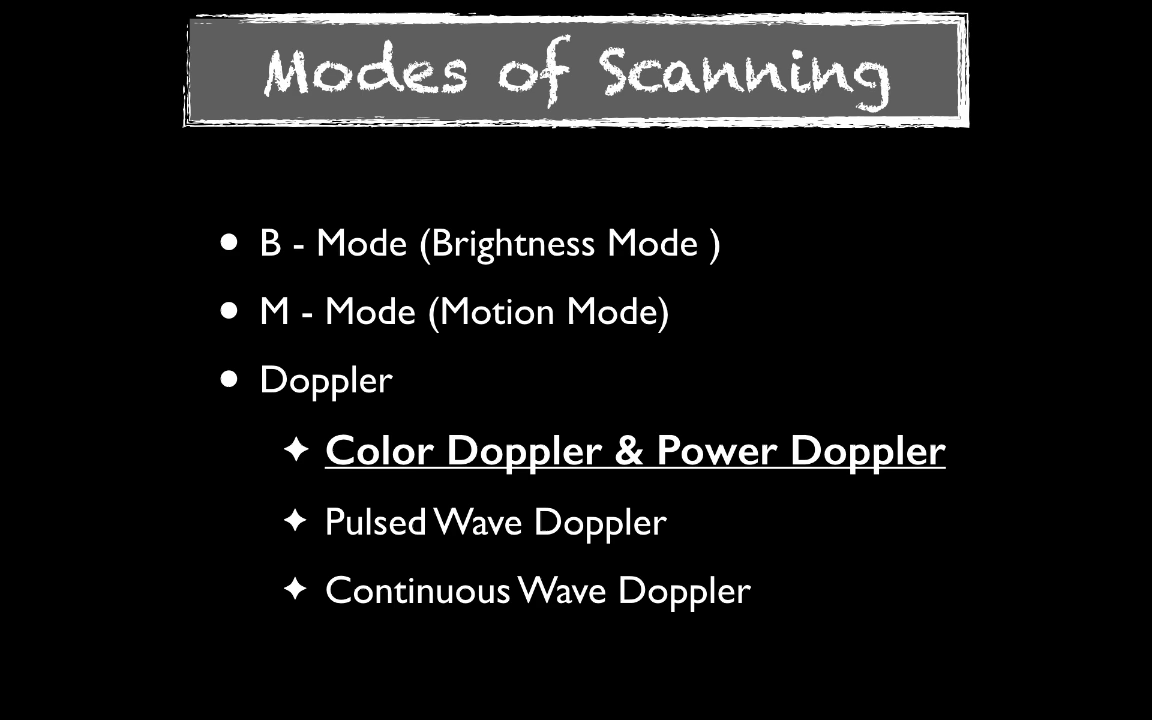 Modes of Scanning
• B - Mode (Brightness Mode )
• M - Mode (Motion Mode)
• Doppler
✦ Color Doppler & Power Doppler
✦ Pulsed Wave Doppler
✦ Continuous Wave Doppler